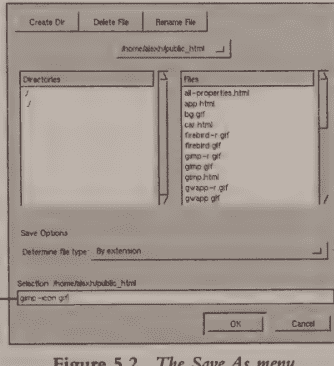 Create Dir Delete File Rename File
/home/alexh/public_html
Directories
./
../
Files
all-properties.html
app.html
bg.gif
car.html
firebird-r.gif
firebird.gif
gimp-r.gif
gimp.gif
gimp.html
gwapp-r.gif
gwapp.gif
Save Options
Determine file type: By extension
Selection: /home/alexh/public_html
gimp-icon.gif
OK Cancel
Figure 5.2 The Save As menu